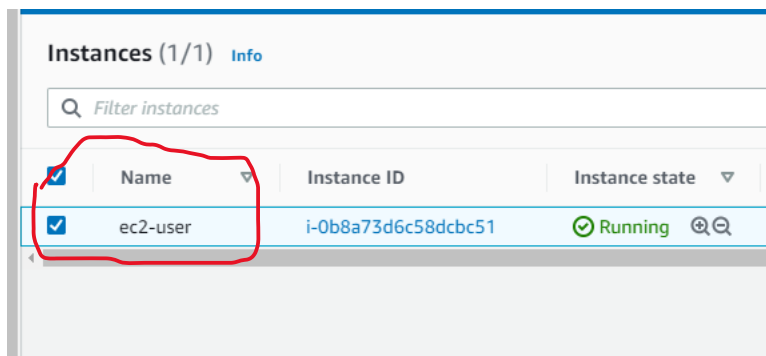 Instances (1/1) Info
Filter instances
Name Instance ID Instance state
ec2-user i-0b8a73d6c58dcbc51 Running